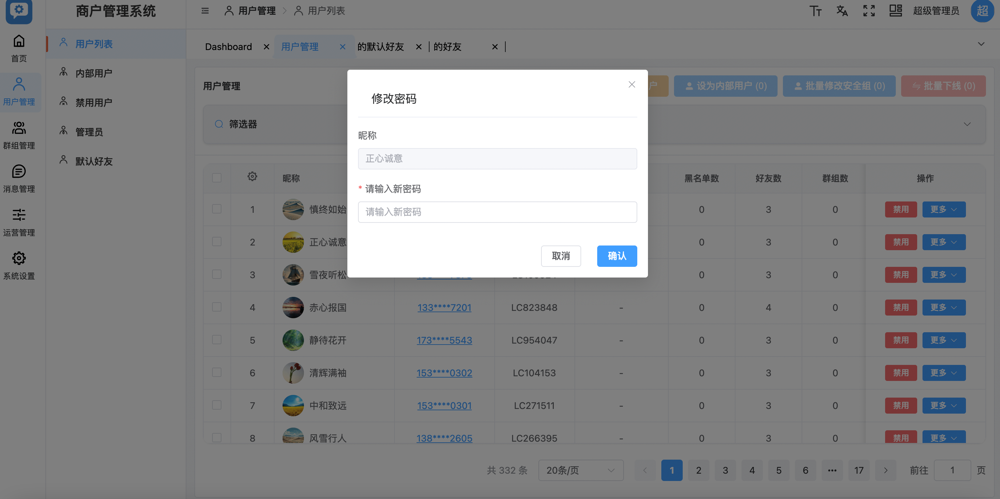 商户管理系统
用户管理 用户列表
超级管理员 超
首页
用户管理
群组管理
消息管理
运营管理
系统设置
用户列表
内部用户
禁用用户
管理员
默认好友
Dashboard 用户管理 的默认好友 的好友
用户管理
户 设为内部用户 (0) 批量修改安全组 (0) 批量下线 (0)
筛选器
修改密码
昵称
正心诚意
* 请输入新密码
请输入新密码
取消 确认
昵称 黑名单数 好友数 群组数 操作
1 慎终如始 0 3 0 禁用 更多
2 正心诚意 0 3 0 禁用 更多
3 雪夜听松 0 3 0 禁用 更多
4 赤心报国 133****7201 LC823848 - 0 4 0 禁用 更多
5 静待花开 173****5543 LC954047 - 0 3 0 禁用 更多
6 清辉满袖 153****0302 LC104153 - 0 3 0 禁用 更多
7 中和致远 153****0301 LC271511 - 0 3 0 禁用 更多
8 风雪行人 138****2605 LC266395 - 0 3 0 禁用 更多
共 332 条 20条/页 1 2 3 4 5 6 ••• 17 前往 1 页